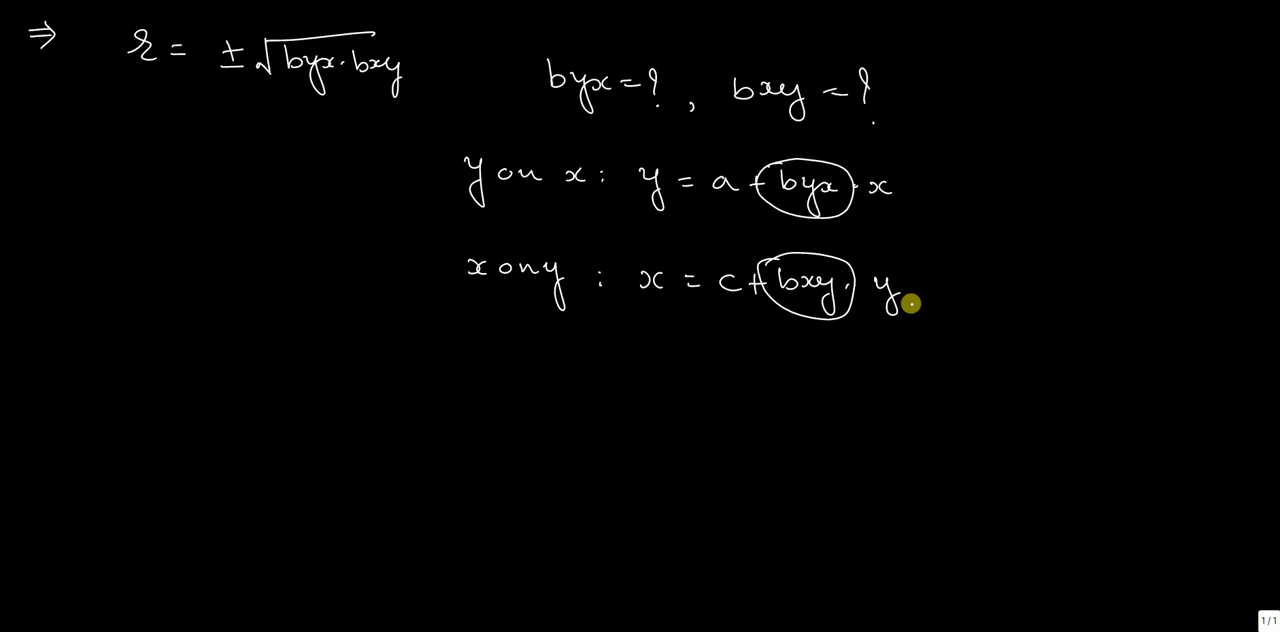 ⇒ r = ± √byx·bxy
byx = ? , bxy = ?
y on x : y = a + byx · x
x on y : x = c + bxy · y
1/1